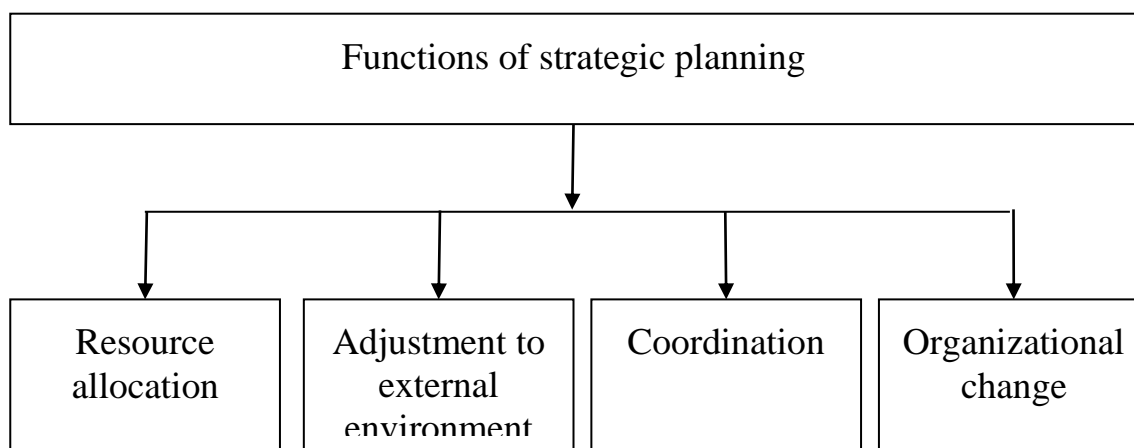 Functions of strategic planning
Resource
allocation
Adjustment to
external
environment
Coordination
Organizational
change